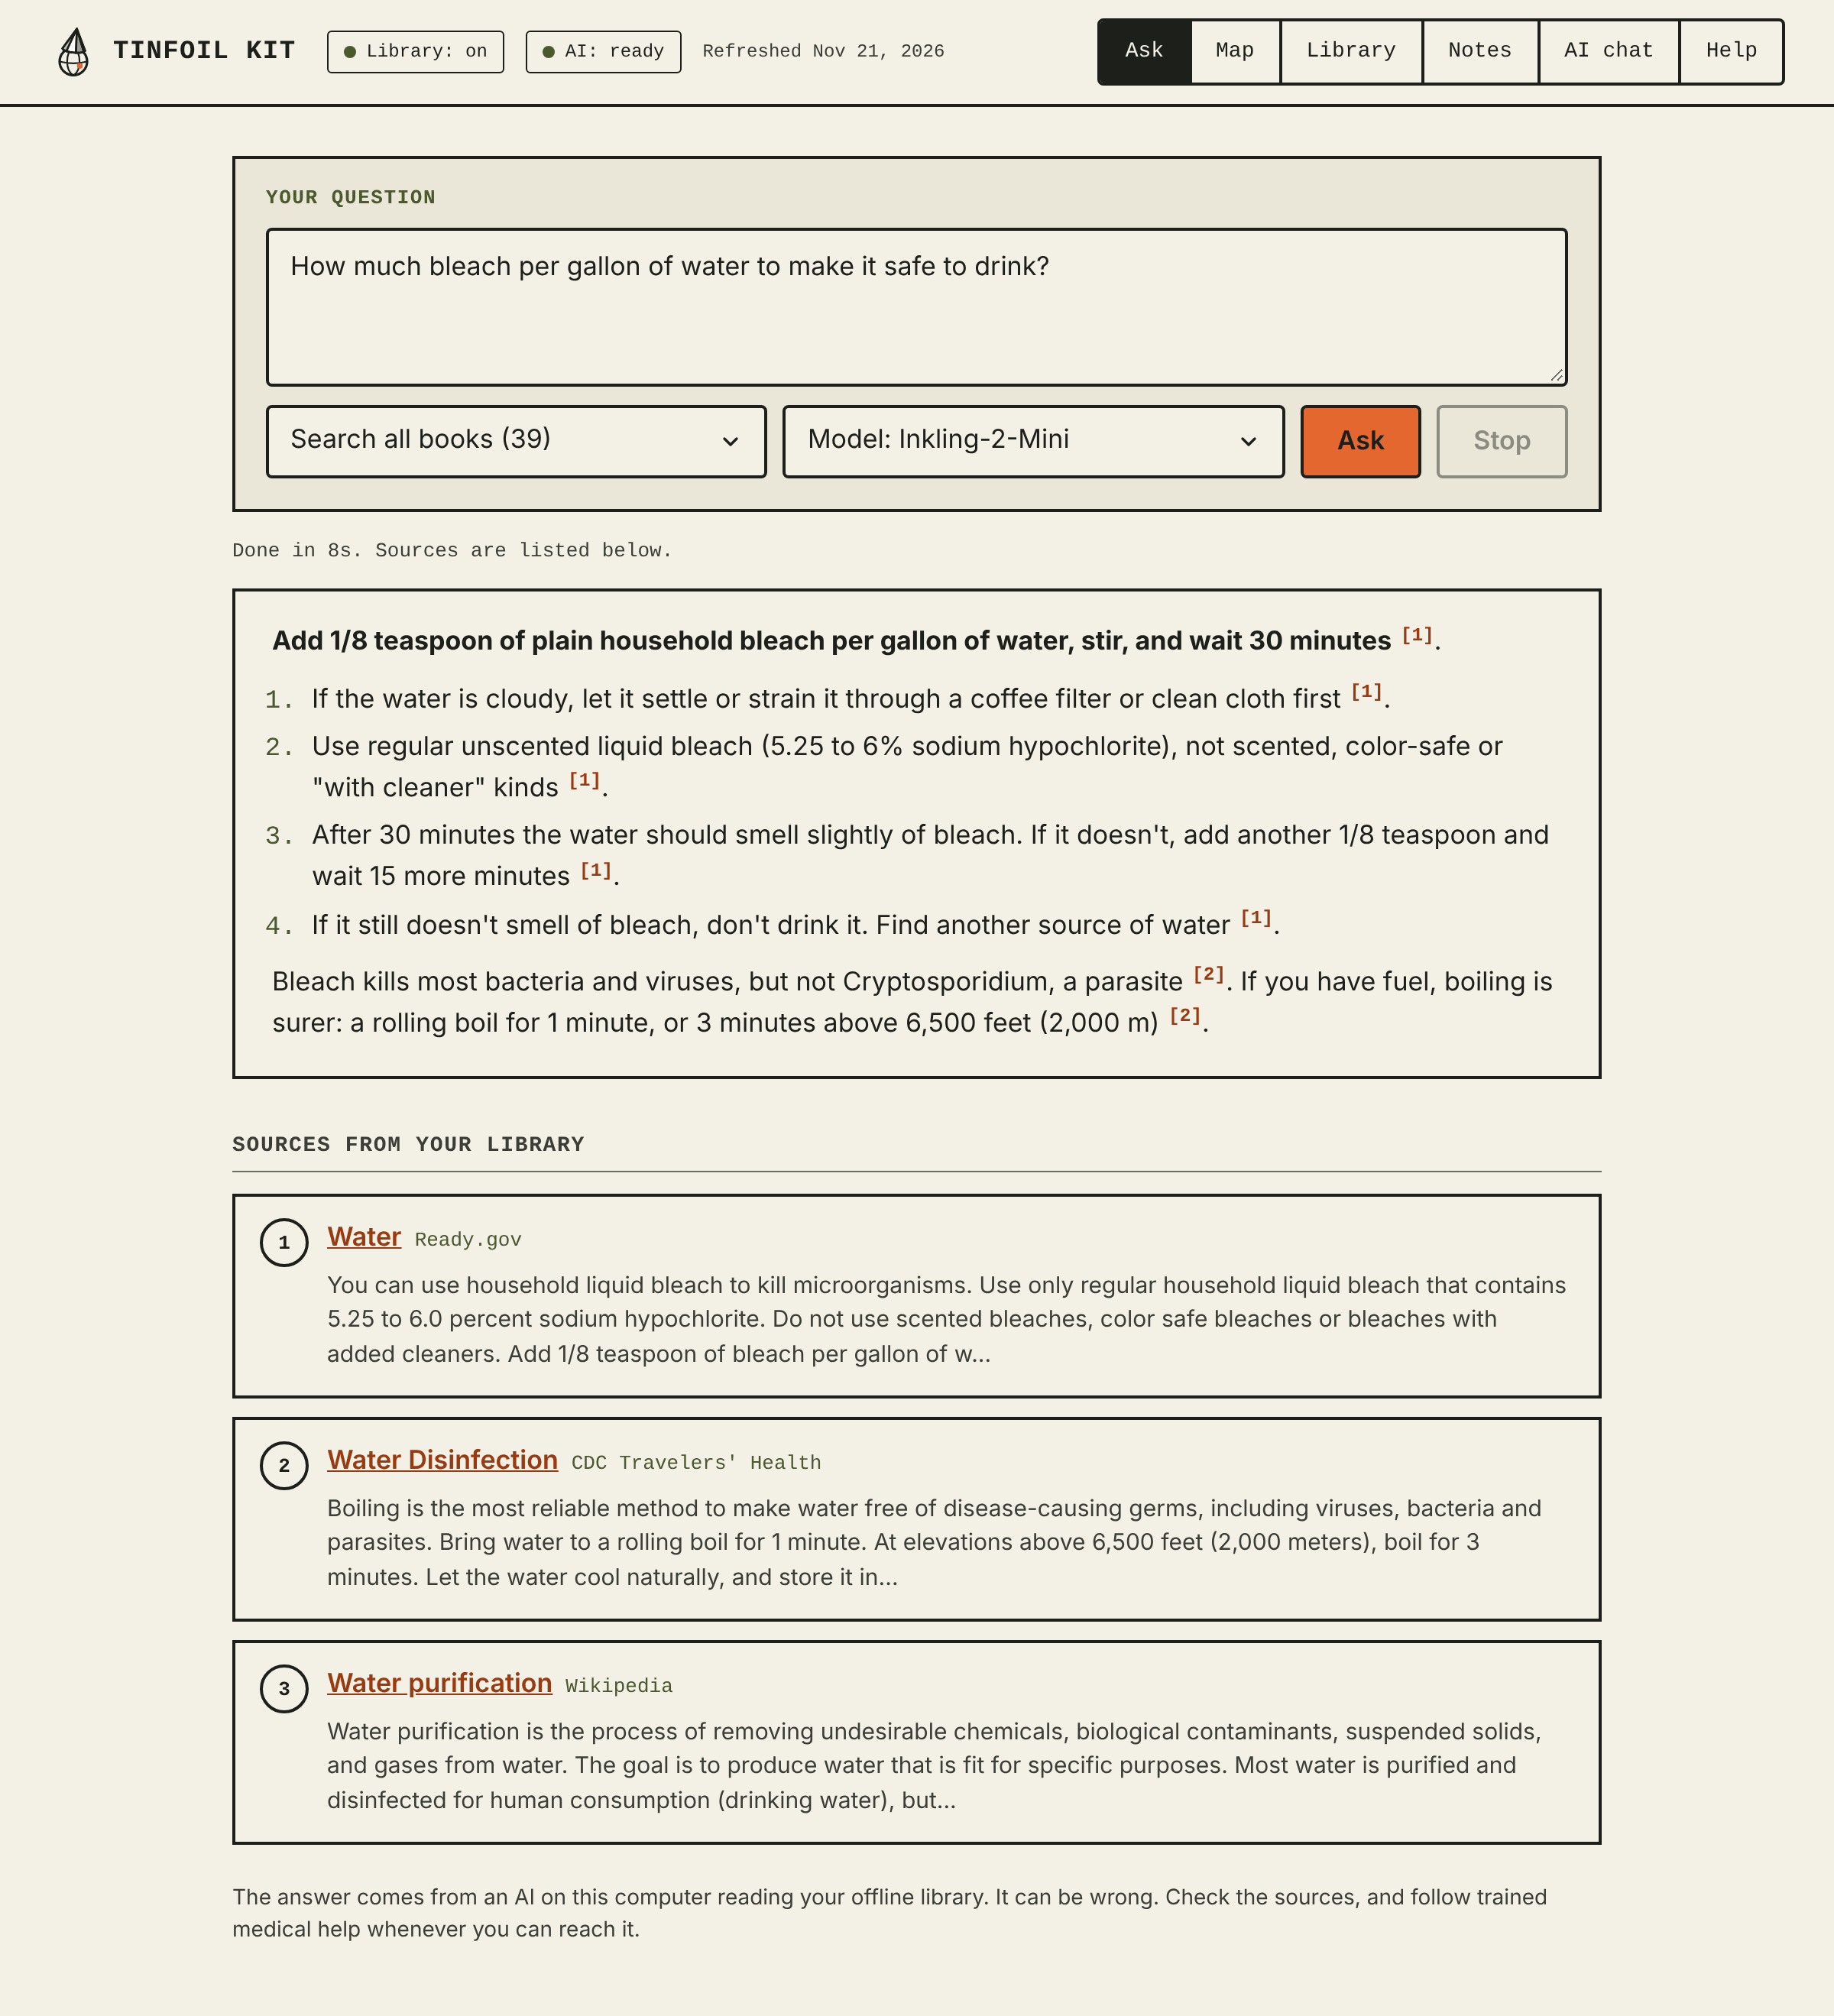 TINFOIL KIT
Library: on
AI: ready
Refreshed Nov 21, 2026
Ask
Map
Library
Notes
AI chat
Help
YOUR QUESTION
How much bleach per gallon of water to make it safe to drink?
Search all books (39)
Model: Inkling-2-Mini
Ask
Stop
Done in 8s. Sources are listed below.
Add 1/8 teaspoon of plain household bleach per gallon of water, stir, and wait 30 minutes [1].
1. If the water is cloudy, let it settle or strain it through a coffee filter or clean cloth first [1].
2. Use regular unscented liquid bleach (5.25 to 6% sodium hypochlorite), not scented, color-safe or
"with cleaner" kinds [1].
3. After 30 minutes the water should smell slightly of bleach. If it doesn't, add another 1/8 teaspoon and
wait 15 more minutes [1].
4. If it still doesn't smell of bleach, don't drink it. Find another source of water [1].
Bleach kills most bacteria and viruses, but not Cryptosporidium, a parasite [2]. If you have fuel, boiling is
surer: a rolling boil for 1 minute, or 3 minutes above 6,500 feet (2,000 m) [2].
SOURCES FROM YOUR LIBRARY
1 Water Ready.gov
You can use household liquid bleach to kill microorganisms. Use only regular household liquid bleach that contains
5.25 to 6.0 percent sodium hypochlorite. Do not use scented bleaches, color safe bleaches or bleaches with
added cleaners. Add 1/8 teaspoon of bleach per gallon of w...
2 Water Disinfection CDC Travelers' Health
Boiling is the most reliable method to make water free of disease-causing germs, including viruses, bacteria and
parasites. Bring water to a rolling boil for 1 minute. At elevations above 6,500 feet (2,000 meters), boil for 3
minutes. Let the water cool naturally, and store it in...
3 Water purification Wikipedia
Water purification is the process of removing undesirable chemicals, biological contaminants, suspended solids,
and gases from water. The goal is to produce water that is fit for specific purposes. Most water is purified and
disinfected for human consumption (drinking water), but...
The answer comes from an AI on this computer reading your offline library. It can be wrong. Check the sources, and follow trained
medical help whenever you can reach it.